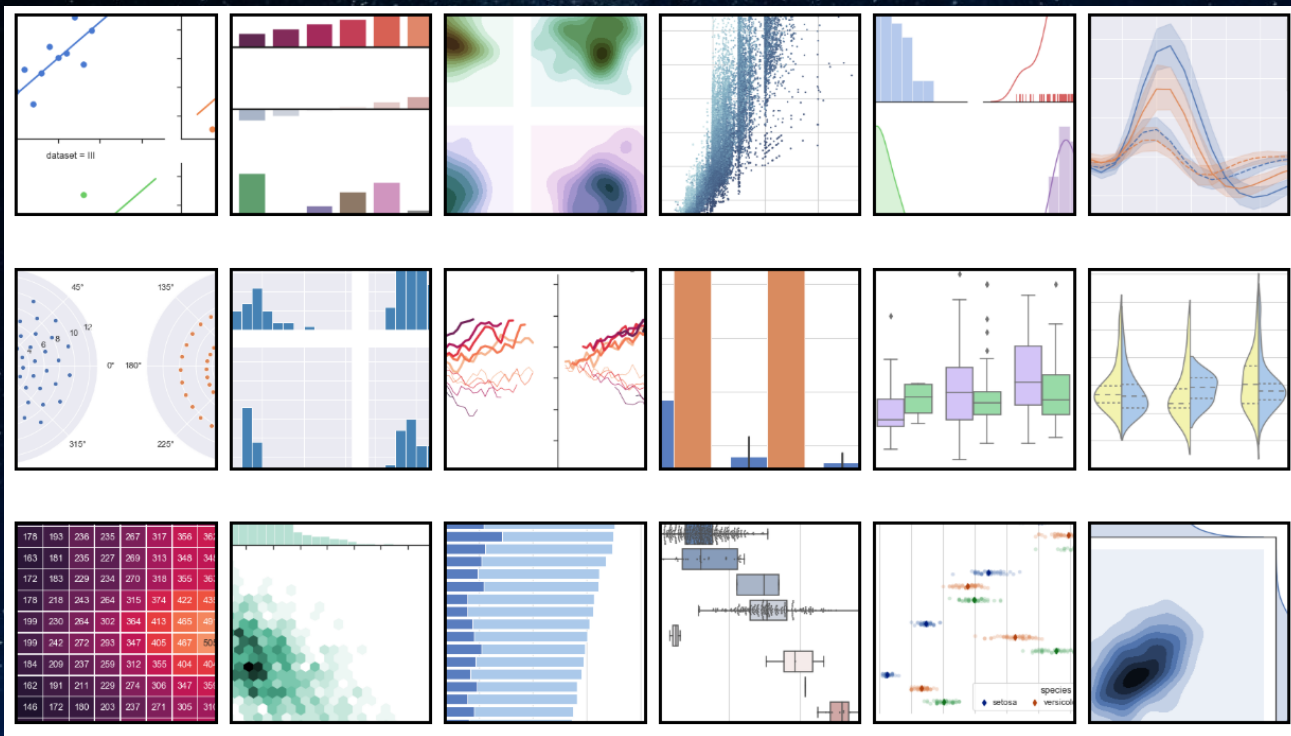 dataset = III
45°
135°
12
10
8
6
4
0°
180°
315°
225°
178 193 236 235 267 317 356
163 181 235 227 269 313 348
172 183 229 234 270 318 355
178 218 243 264 315 374 422
199 230 264 302 364 413 465
199 242 272 293 347 405 467
184 209 237 259 312 355 404
162 191 211 229 274 306 347
146 172 180 203 237 271 305
species
setosa